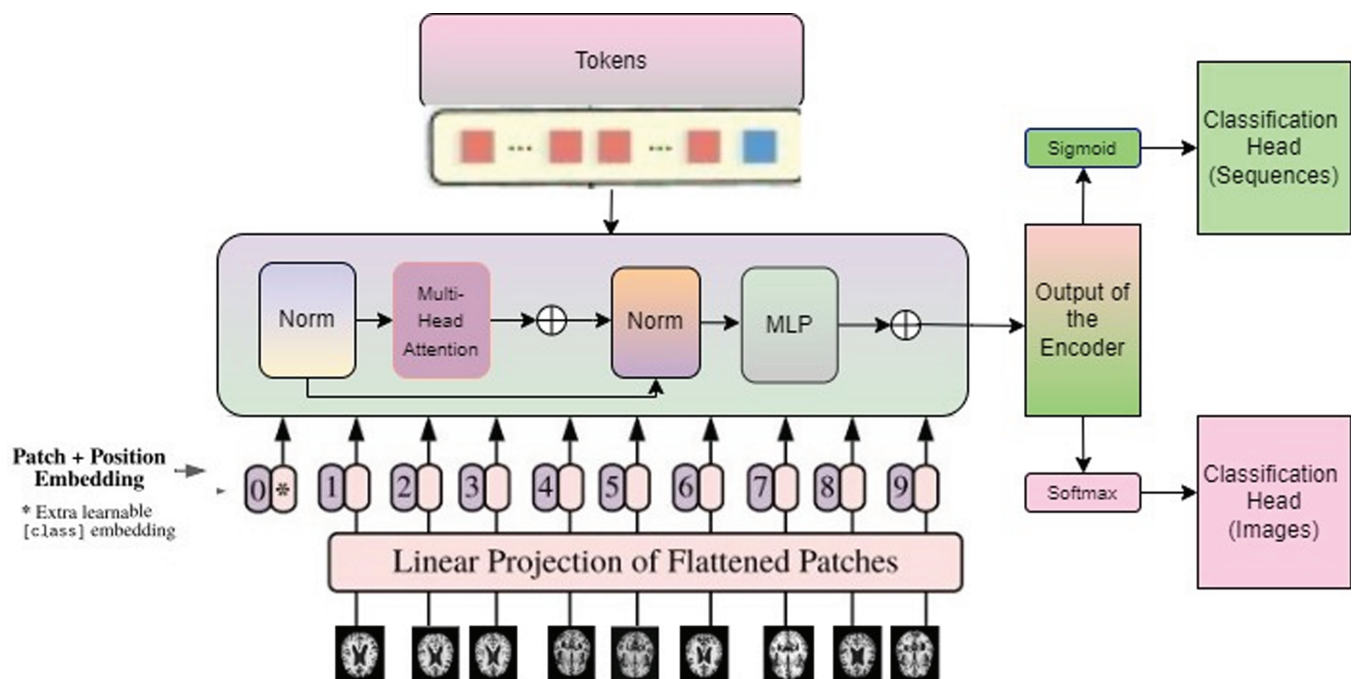 Tokens
Sigmoid
Classification
Head
(Sequences)
Norm
Multi-
Head
Attention
Norm
MLP
Output of
the
Encoder
Patch + Position
Embedding
* Extra learnable
[class] embedding
0 * 1 2 3 4 5 6 7 8 9
Softmax
Classification
Head
(Images)
Linear Projection of Flattened Patches